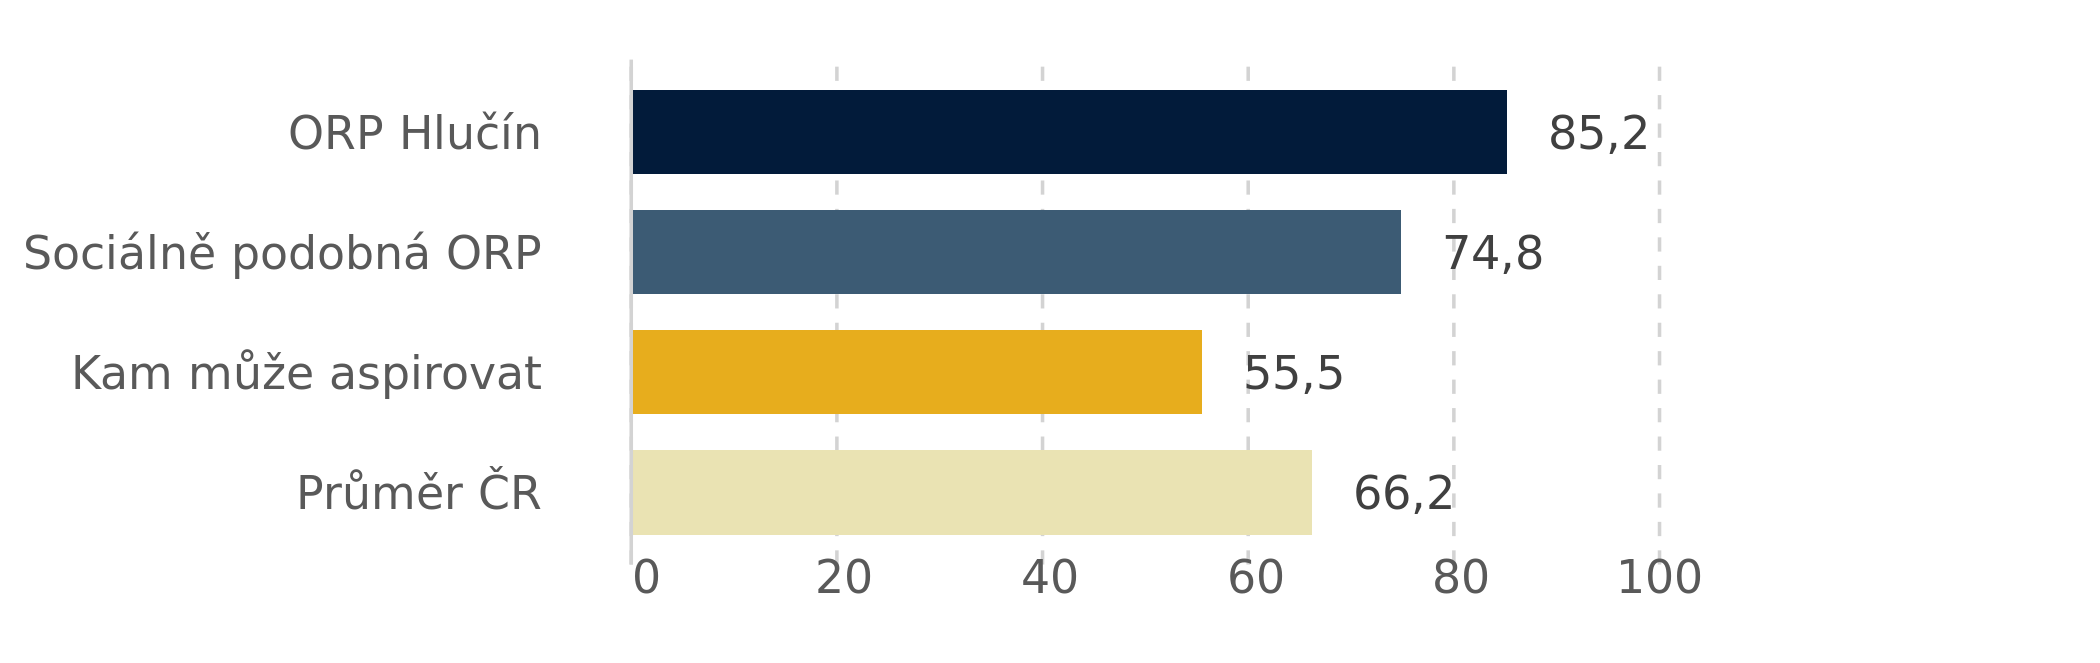 ORP Hlučín
85,2
Sociálně podobná ORP
74,8
Kam může aspirovat
55,5
Průměr ČR
66,2
0 20 40 60 80 100